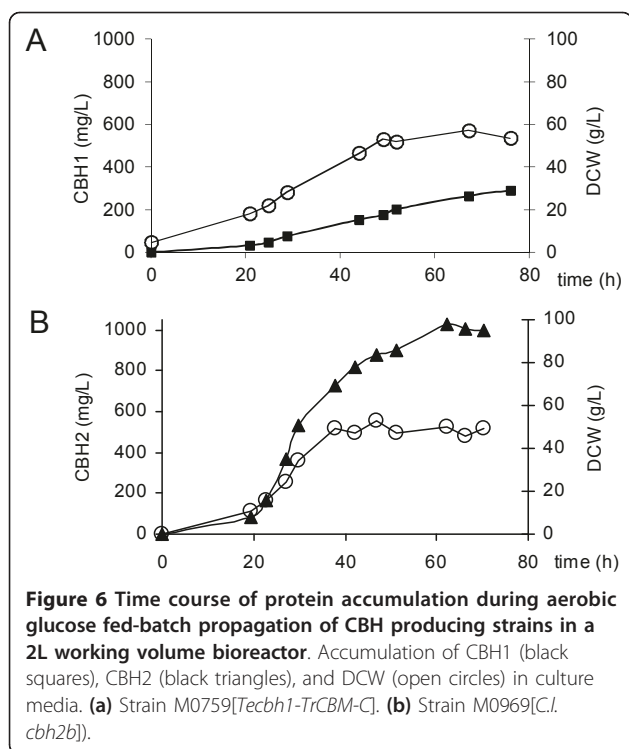 A
1000
800
600
400
200
0
CBH1 (mg/L)
100
80
60
40
20
0
DCW (g/L)
0
20
40
60
80
time (h)
B
1000
800
600
400
200
0
CBH2 (mg/L)
100
80
60
40
20
0
DCW (g/L)
0
20
40
60
80
time (h)
Figure 6 Time course of protein accumulation during aerobic
glucose fed-batch propagation of CBH producing strains in a
2L working volume bioreactor. Accumulation of CBH1 (black
squares), CBH2 (black triangles), and DCW (open circles) in culture
media. (a) Strain M0759[Tecbh1-TrCBM-C]. (b) Strain M0969[C.l.
cbh2b]).